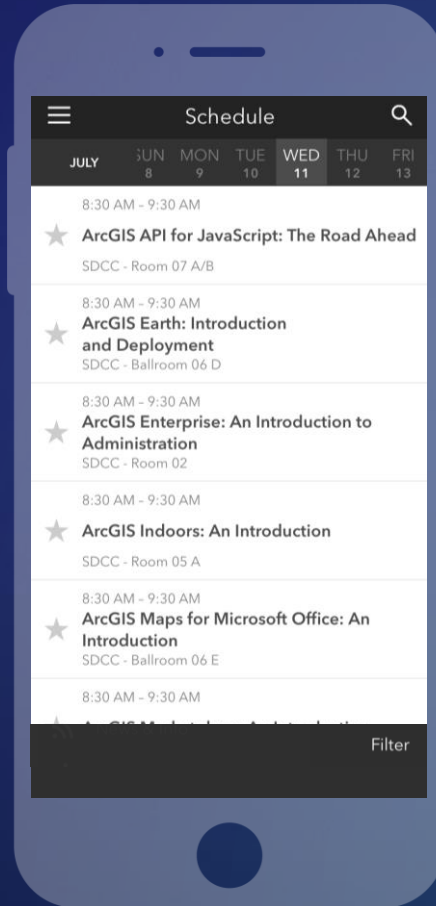 Schedule
JULY
SUN MON TUE WED THU FRI
8 9 10 11 12 13
8:30 AM – 9:30 AM
ArcGIS API for JavaScript: The Road Ahead
SDCC - Room 07 A/B
8:30 AM – 9:30 AM
ArcGIS Earth: Introduction
and Deployment
SDCC - Ballroom 06 D
8:30 AM – 9:30 AM
ArcGIS Enterprise: An Introduction to
Administration
SDCC - Room 02
8:30 AM – 9:30 AM
ArcGIS Indoors: An Introduction
SDCC - Room 05 A
8:30 AM – 9:30 AM
ArcGIS Maps for Microsoft Office: An
Introduction
SDCC - Ballroom 06 E
8:30 AM – 9:30 AM
Filter